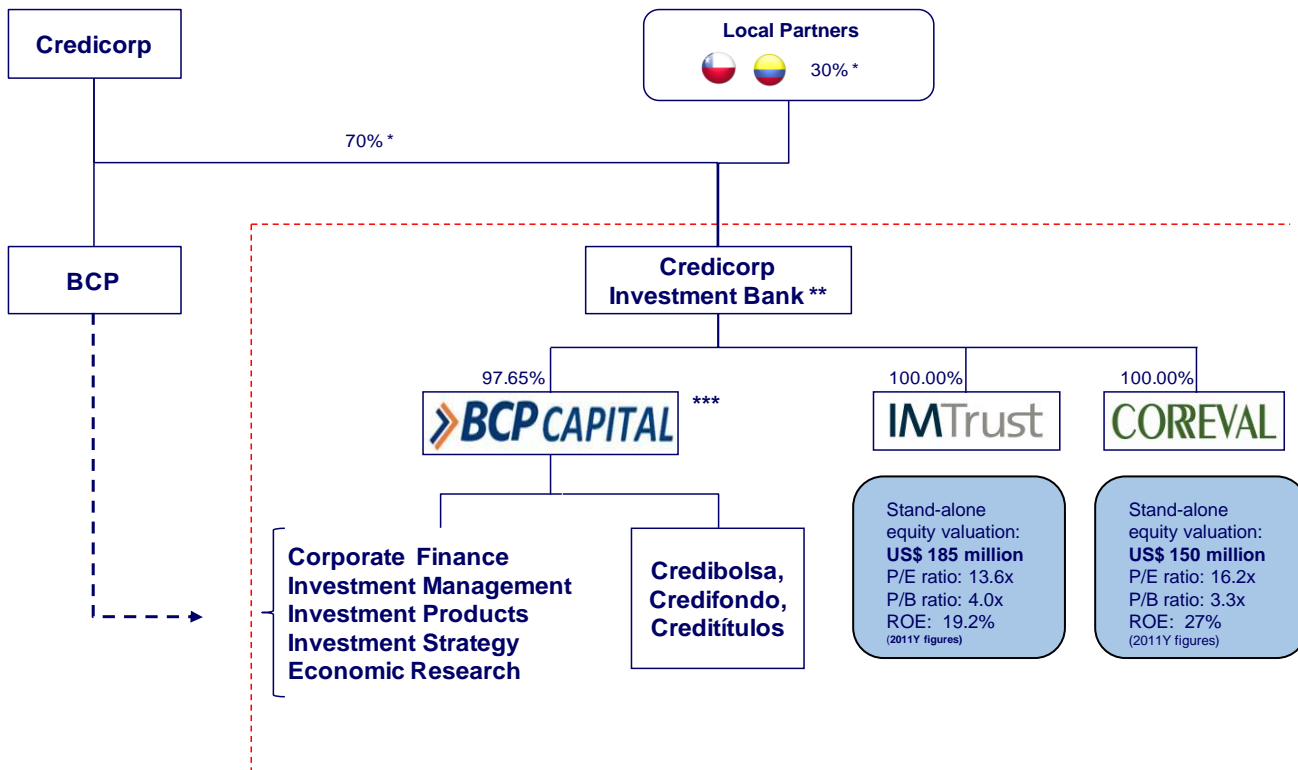 Credicorp
Local Partners
30% *
70% *
BCP
Credicorp
Investment Bank **
97.65%
100.00%
100.00%
BCP CAPITAL
***
IMTrust
CORREVAL
Corporate Finance
Investment Management
Investment Products
Investment Strategy
Economic Research
Credibolsa,
Credifondo,
Creditítulos
Stand-alone
equity valuation:
US$ 185 million
P/E ratio: 13.6x
P/B ratio: 4.0x
ROE: 19.2%
(2011Y figures)
Stand-alone
equity valuation:
US$ 150 million
P/E ratio: 16.2x
P/B ratio: 3.3x
ROE: 27%
(2011Y figures)